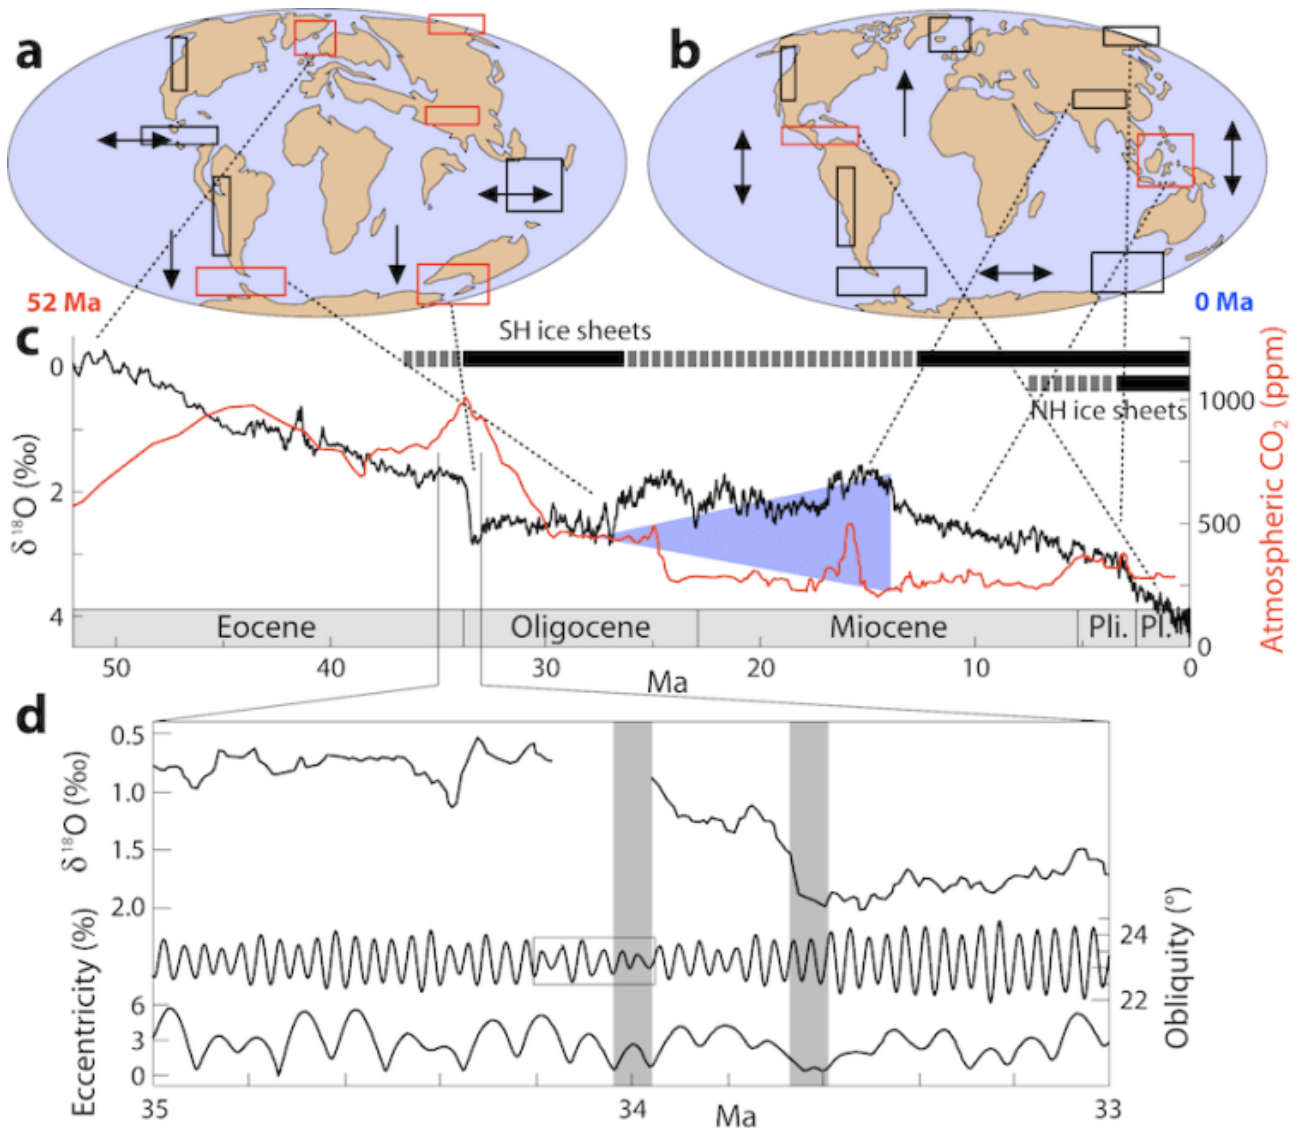 a
b
52 Ma
0 Ma
c
SH ice sheets
NH ice sheets
0
2
4
δ¹⁸O (‰)
1000
500
0
Atmospheric CO₂ (ppm)
Eocene
Oligocene
Miocene
Pli.
Pl.
50
40
30
20
10
0
Ma
d
0.5
1.0
1.5
2.0
δ¹⁸O (‰)
24
22
Obliquity (°)
6
3
0
Eccentricity (%)
35
34
33
Ma